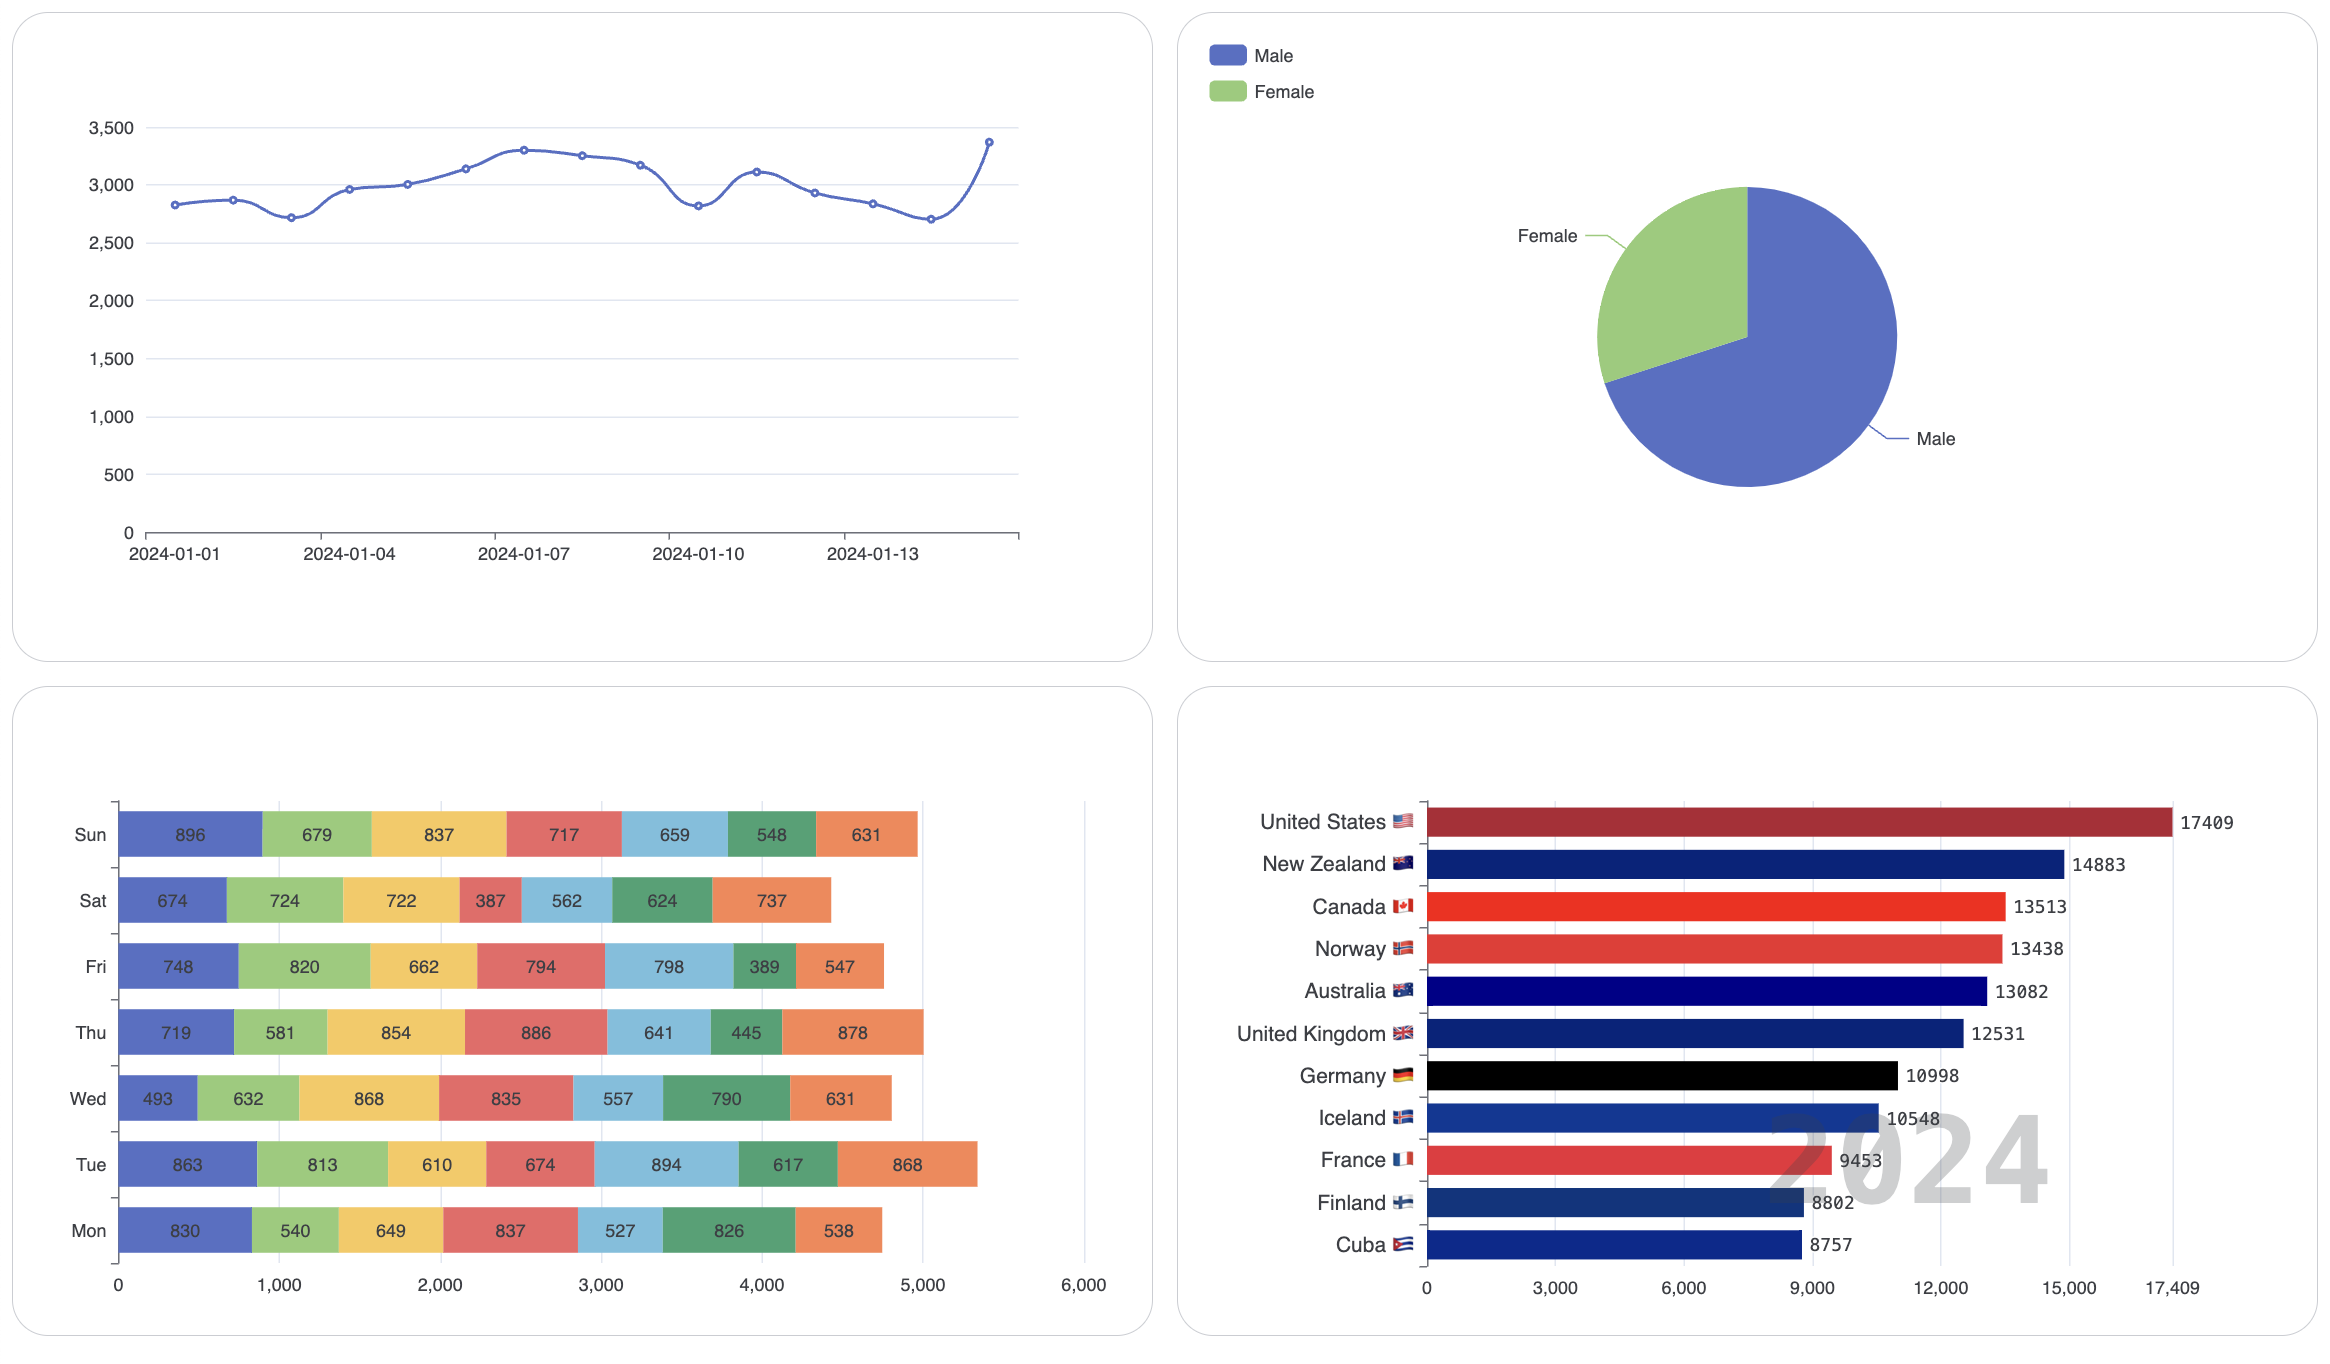 3,500
3,000
2,500
2,000
1,500
1,000
500
0
2024-01-01 2024-01-04 2024-01-07 2024-01-10 2024-01-13
Male
Female
Female
Male
Sun 896 679 837 717 659 548 631
Sat 674 724 722 387 562 624 737
Fri 748 820 662 794 798 389 547
Thu 719 581 854 886 641 445 878
Wed 493 632 868 835 557 790 631
Tue 863 813 610 674 894 617 868
Mon 830 540 649 837 527 826 538
0 1,000 2,000 3,000 4,000 5,000 6,000
United States 17409
New Zealand 14883
Canada 13513
Norway 13438
Australia 13082
United Kingdom 12531
Germany 10998
Iceland 10548
France 9453
2024
Finland 8802
Cuba 8757
0 3,000 6,000 9,000 12,000 15,000 17,409